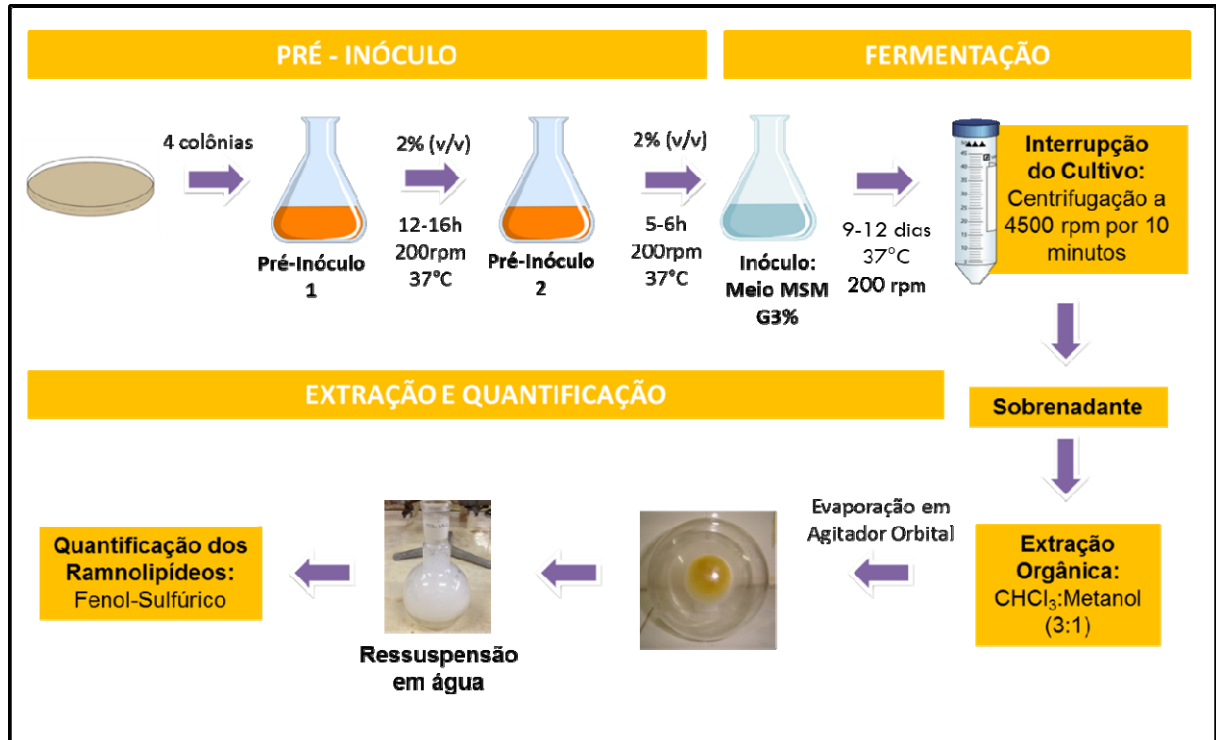 PRÉ - INÓCULO
FERMENTAÇÃO
4 colônias
2% (v/v)
12-16h
200rpm
37°C
Pré-Inóculo
1
2% (v/v)
5-6h
200rpm
37°C
Pré-Inóculo
2
Inóculo:
Meio MSM
G3%
9-12 dias
37°C
200 rpm
Interrupção
do Cultivo:
Centrifugação a
4500 rpm por 10
minutos
EXTRAÇÃO E QUANTIFICAÇÃO
Sobrenadante
Extração
Orgânica:
CHCl₃:Metanol
(3:1)
Evaporação em
Agitador Orbital
Ressuspensão
em água
Quantificação dos
Ramnolipídeos:
Fenol-Sulfúrico